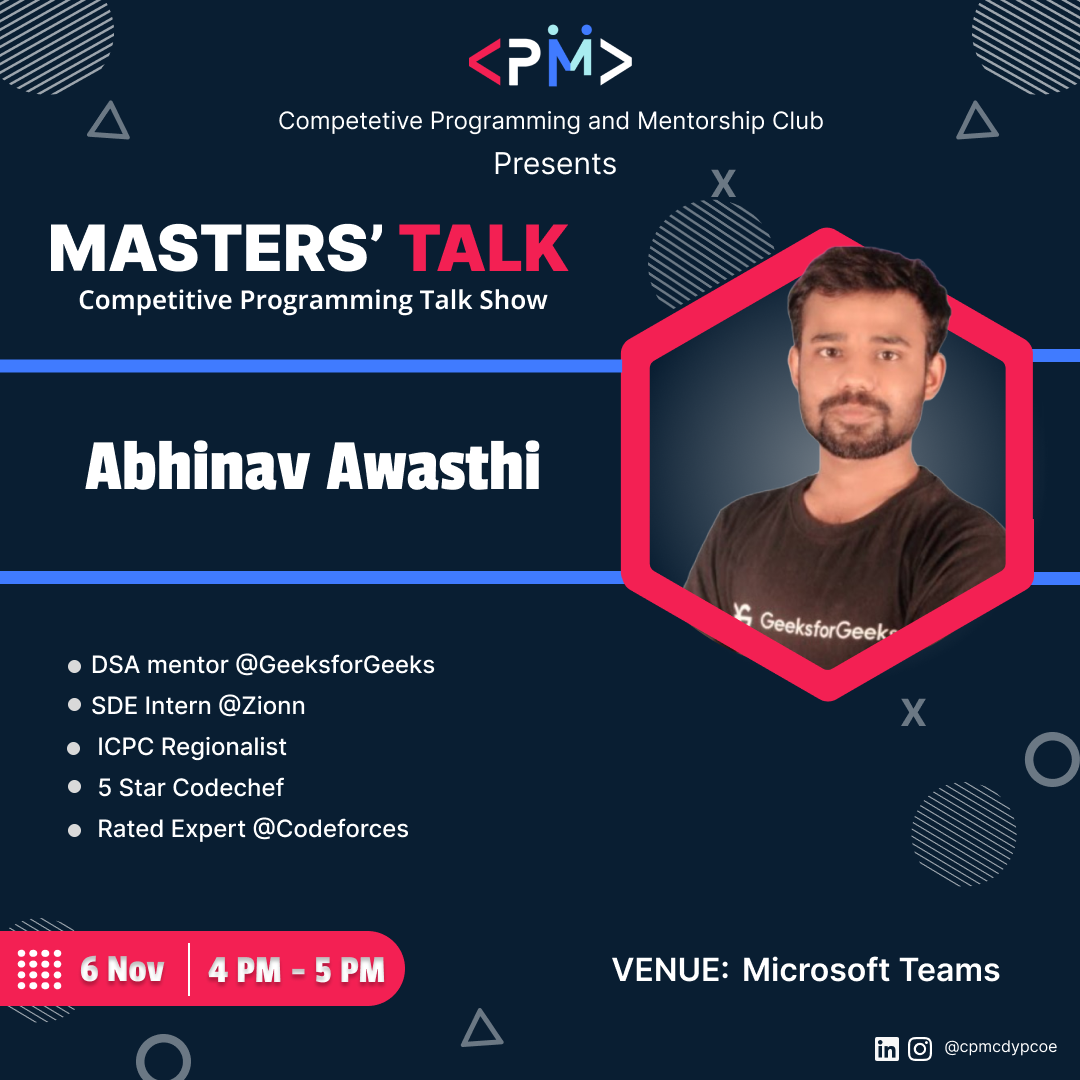 <PM>
Competetive Programming and Mentorship Club
Presents
X
MASTERS’ TALK
Competitive Programming Talk Show
Abhinav Awasthi
GeeksforGeeks
DSA mentor @GeeksforGeeks
SDE Intern @Zionn
ICPC Regionalist
5 Star Codechef
Rated Expert @Codeforces
X
6 Nov | 4 PM - 5 PM
VENUE: Microsoft Teams
in @cpmcdypcoe